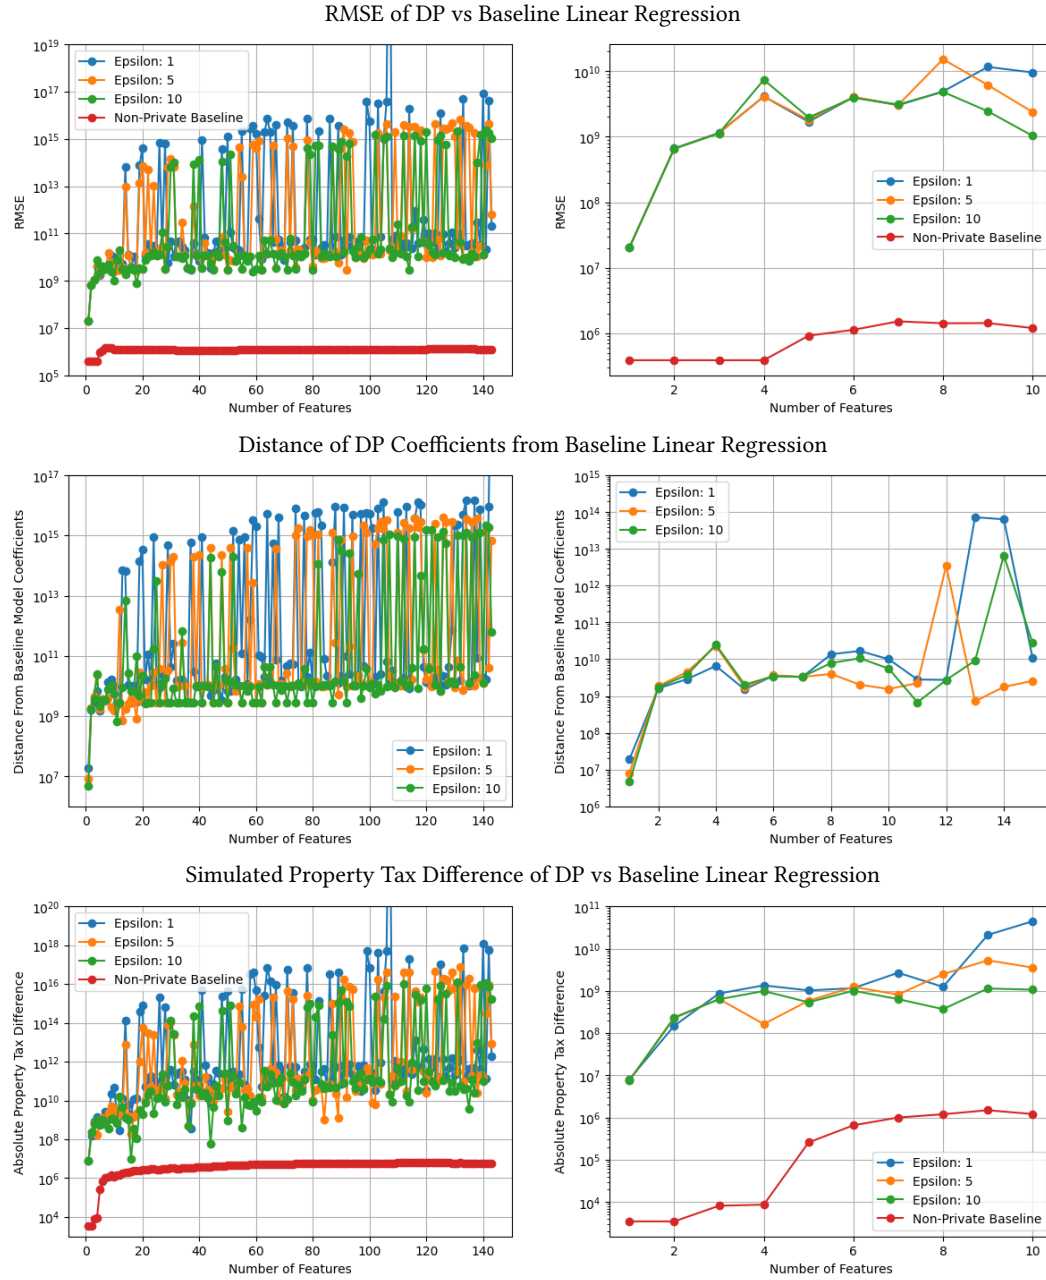 RMSE of DP vs Baseline Linear Regression
10^19
10^17
10^15
10^13
10^11
10^9
10^7
10^5
RMSE
Epsilon: 1
Epsilon: 5
Epsilon: 10
Non-Private Baseline
0 20 40 60 80 100 120 140
Number of Features
10^10
10^9
10^8
10^7
10^6
RMSE
Epsilon: 1
Epsilon: 5
Epsilon: 10
Non-Private Baseline
2 4 6 8 10
Number of Features
Distance of DP Coefficients from Baseline Linear Regression
10^17
10^15
10^13
10^11
10^9
10^7
Distance From Baseline Model Coefficients
Epsilon: 1
Epsilon: 5
Epsilon: 10
0 20 40 60 80 100 120 140
Number of Features
10^15
10^14
10^13
10^12
10^11
10^10
10^9
10^8
10^7
10^6
Distance From Baseline Model Coefficients
Epsilon: 1
Epsilon: 5
Epsilon: 10
2 4 6 8 10 12 14
Number of Features
Simulated Property Tax Difference of DP vs Baseline Linear Regression
10^20
10^18
10^16
10^14
10^12
10^10
10^8
10^6
10^4
Absolute Property Tax Difference
Epsilon: 1
Epsilon: 5
Epsilon: 10
Non-Private Baseline
0 20 40 60 80 100 120 140
Number of Features
10^11
10^10
10^9
10^8
10^7
10^6
10^5
10^4
Absolute Property Tax Difference
Epsilon: 1
Epsilon: 5
Epsilon: 10
Non-Private Baseline
2 4 6 8 10
Number of Features